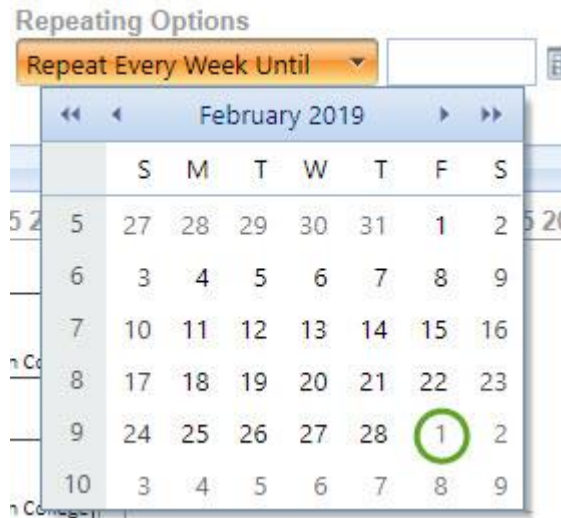 Repeating Options
Repeat Every Week Until
February 2019
S M T W T F S
5 27 28 29 30 31 1 2
6 3 4 5 6 7 8 9
7 10 11 12 13 14 15 16
8 17 18 19 20 21 22 23
9 24 25 26 27 28 1 2
10 3 4 5 6 7 8 9